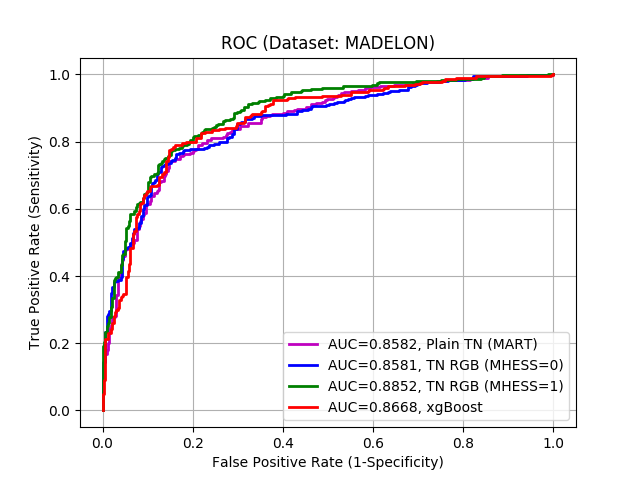 ROC (Dataset: MADELON)
True Positive Rate (Sensitivity)
1.0
0.8
0.6
0.4
0.2
0.0
AUC=0.8582, Plain TN (MART)
AUC=0.8581, TN RGB (MHESS=0)
AUC=0.8852, TN RGB (MHESS=1)
AUC=0.8668, xgBoost
0.0 0.2 0.4 0.6 0.8 1.0
False Positive Rate (1-Specificity)